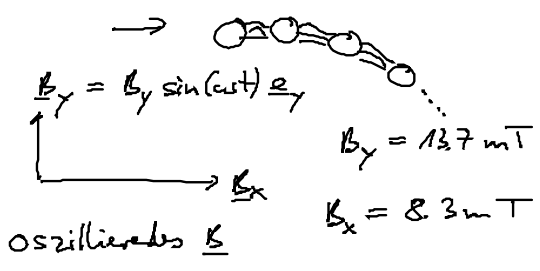 B_y = B_y sin(ωt) e_y
B_y = 13.7 mT
B_x
B_x = 8.3 mT
oszillierendes B